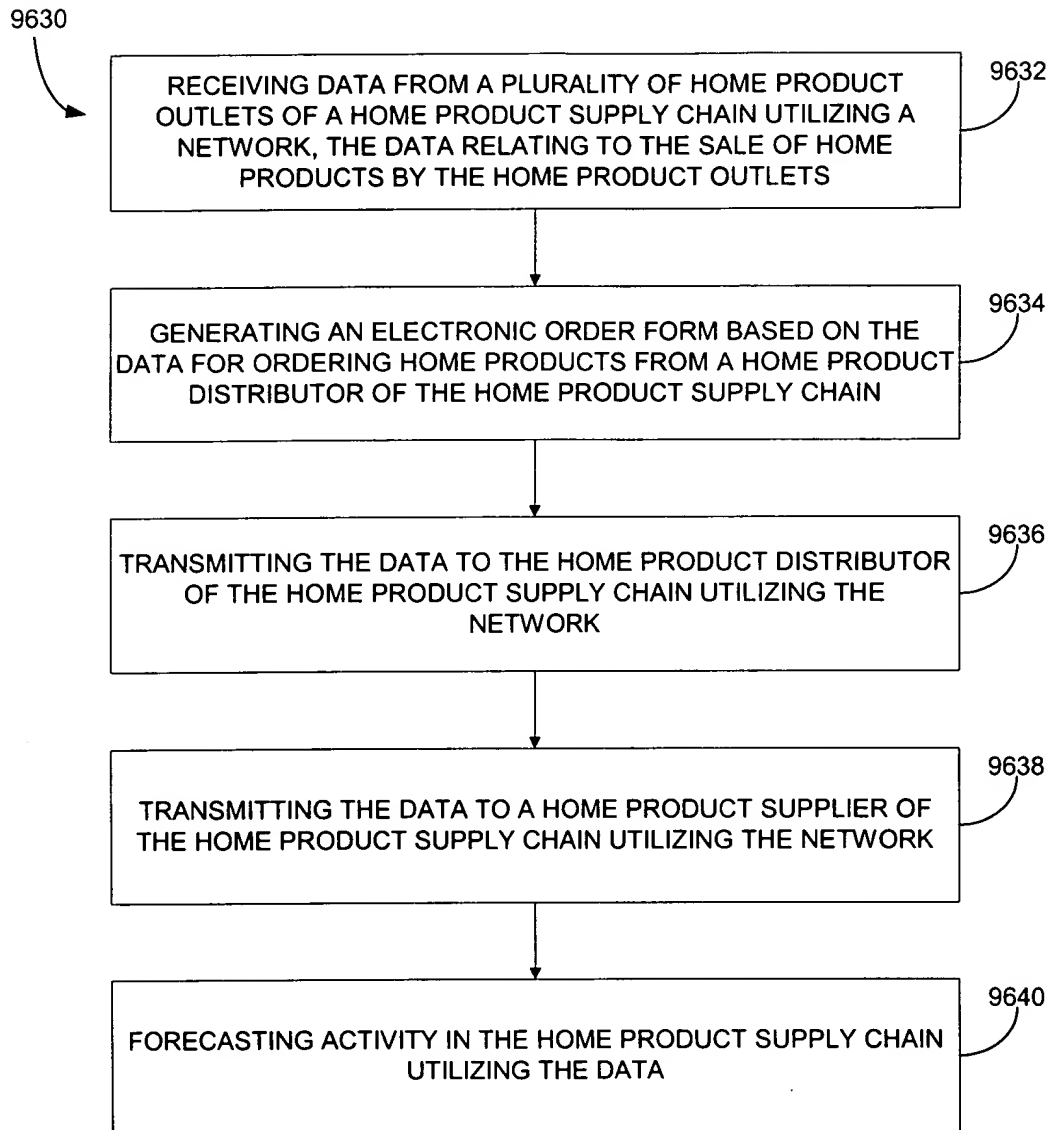 9630
RECEIVING DATA FROM A PLURALITY OF HOME PRODUCT
OUTLETS OF A HOME PRODUCT SUPPLY CHAIN UTILIZING A
NETWORK, THE DATA RELATING TO THE SALE OF HOME
PRODUCTS BY THE HOME PRODUCT OUTLETS
9632
GENERATING AN ELECTRONIC ORDER FORM BASED ON THE
DATA FOR ORDERING HOME PRODUCTS FROM A HOME PRODUCT
DISTRIBUTOR OF THE HOME PRODUCT SUPPLY CHAIN
9634
TRANSMITTING THE DATA TO THE HOME PRODUCT DISTRIBUTOR
OF THE HOME PRODUCT SUPPLY CHAIN UTILIZING THE
NETWORK
9636
TRANSMITTING THE DATA TO A HOME PRODUCT SUPPLIER OF
THE HOME PRODUCT SUPPLY CHAIN UTILIZING THE NETWORK
9638
FORECASTING ACTIVITY IN THE HOME PRODUCT SUPPLY CHAIN
UTILIZING THE DATA
9640